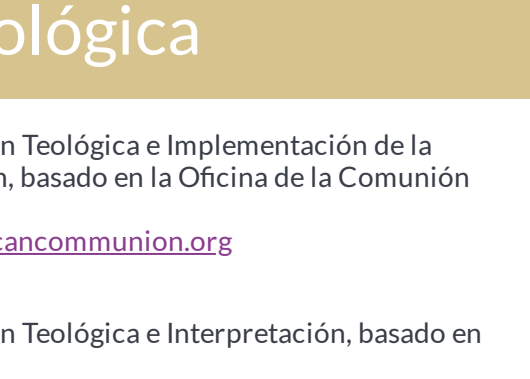 ológica
n Teológica e Implementación de la
n, basado en la Oficina de la Comunión
cancommunion.org
n Teológica e Interpretación, basado en